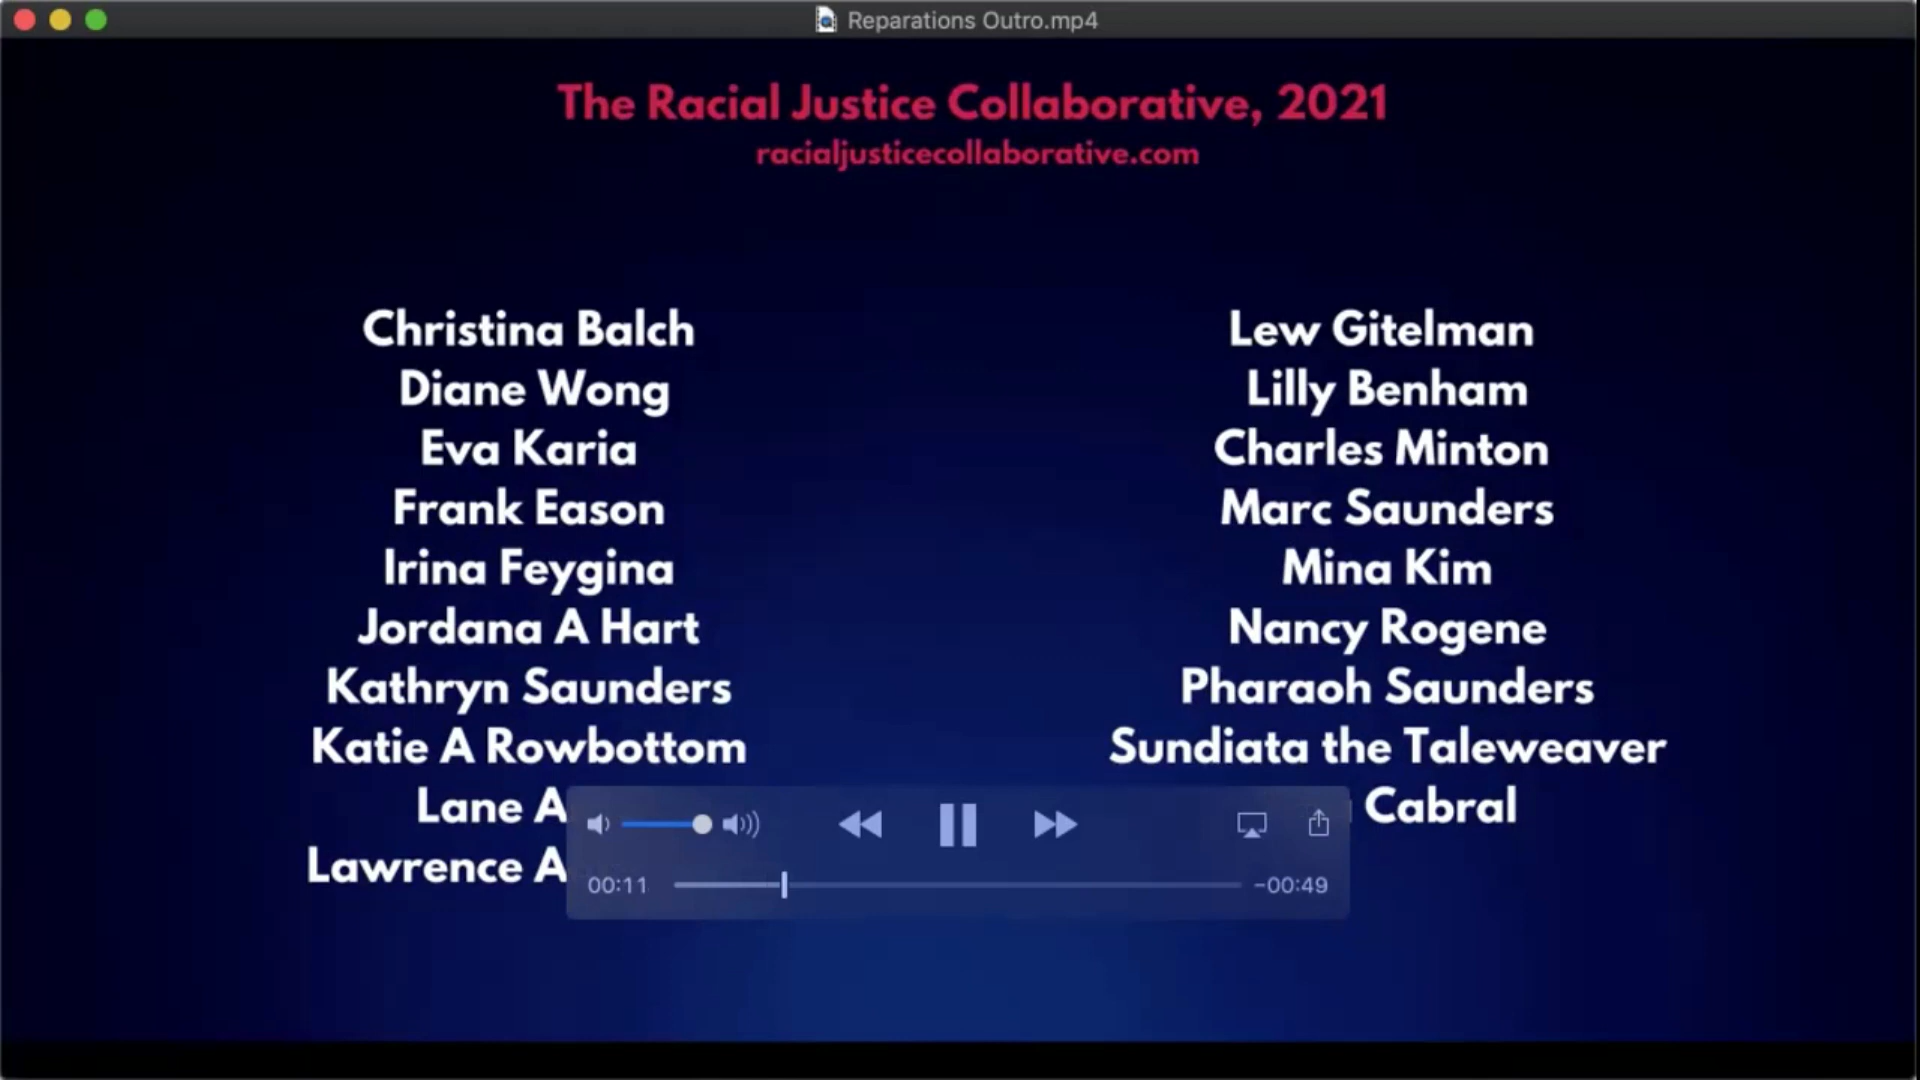 Reparations Outro.mp4
The Racial Justice Collaborative, 2021
racialjusticecollaborative.com
Christina Balch
Diane Wong
Eva Karia
Frank Eason
Irina Feygina
Jordana A Hart
Kathryn Saunders
Katie A Rowbottom
Lane
Lawrence
Lew Gitelman
Lilly Benham
Charles Minton
Marc Saunders
Mina Kim
Nancy Rogene
Pharaoh Saunders
Sundiata the Taleweaver
Cabral
00:11
-00:49